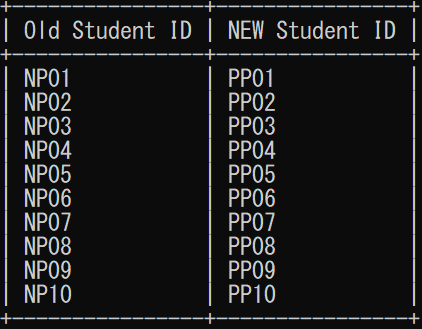 +-----------------+-----------------+
| Old Student ID | NEW Student ID |
+-----------------+-----------------+
| NP01 | PP01 |
| NP02 | PP02 |
| NP03 | PP03 |
| NP04 | PP04 |
| NP05 | PP05 |
| NP06 | PP06 |
| NP07 | PP07 |
| NP08 | PP08 |
| NP09 | PP09 |
| NP10 | PP10 |
+-----------------+-----------------+